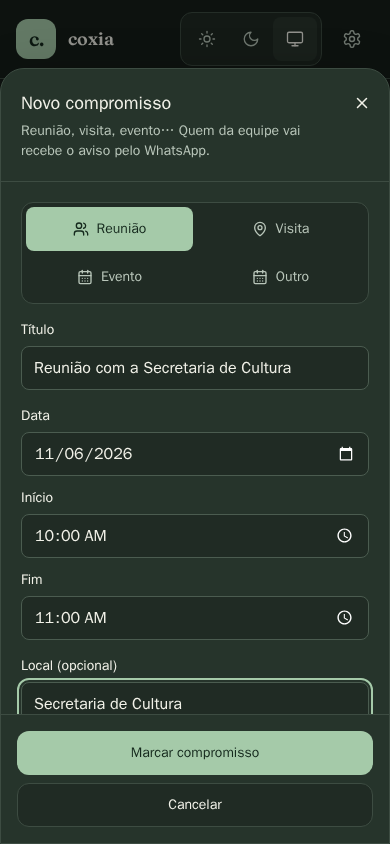 c. coxia
Novo compromisso
Reunião, visita, evento… Quem da equipe vai
recebe o aviso pelo WhatsApp.
Reunião
Visita
Evento
Outro
Título
Reunião com a Secretaria de Cultura
Data
11/06/2026
Início
10:00 AM
Fim
11:00 AM
Local (opcional)
Secretaria de Cultura
Marcar compromisso
Cancelar